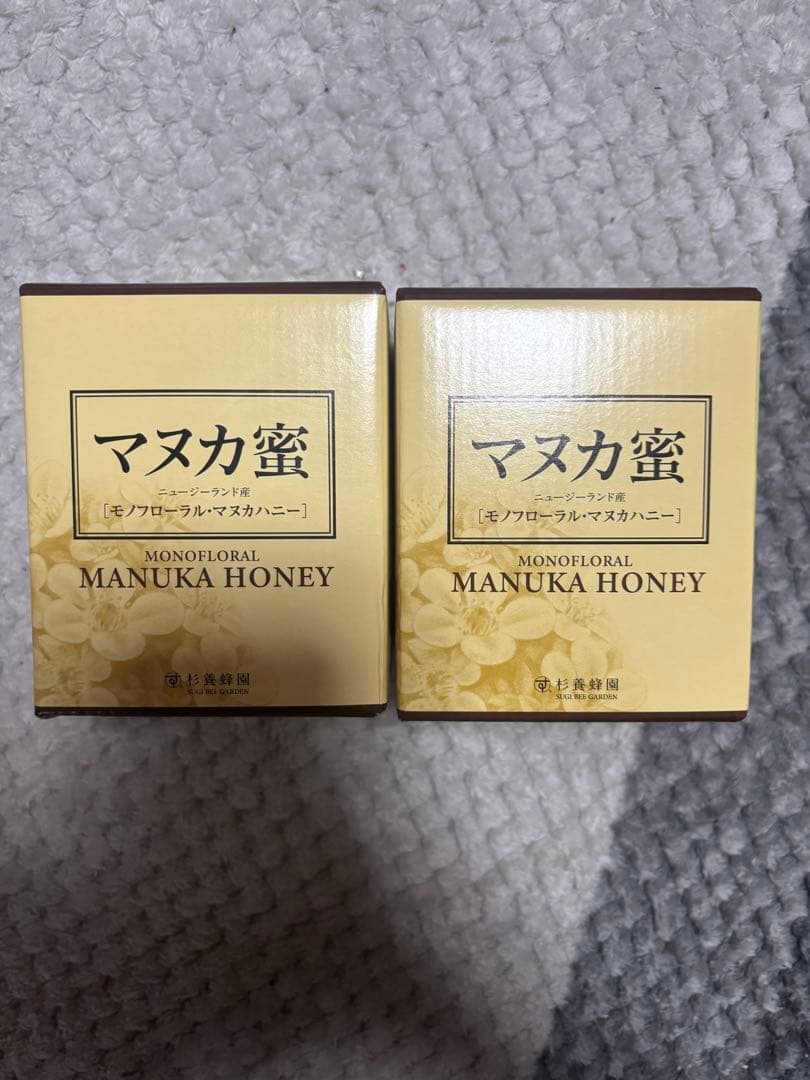 マヌカ蜜
ニュージーランド産
[モノフローラル・マヌカハニー]
MONOFLORAL
MANUKA HONEY
杉養蜂園
SUGI BEE GARDEN
マヌカ蜜
ニュージーランド産
[モノフローラル・マヌカハニー]
MONOFLORAL
MANUKA HONEY
杉養蜂園
SUGI BEE GARDEN